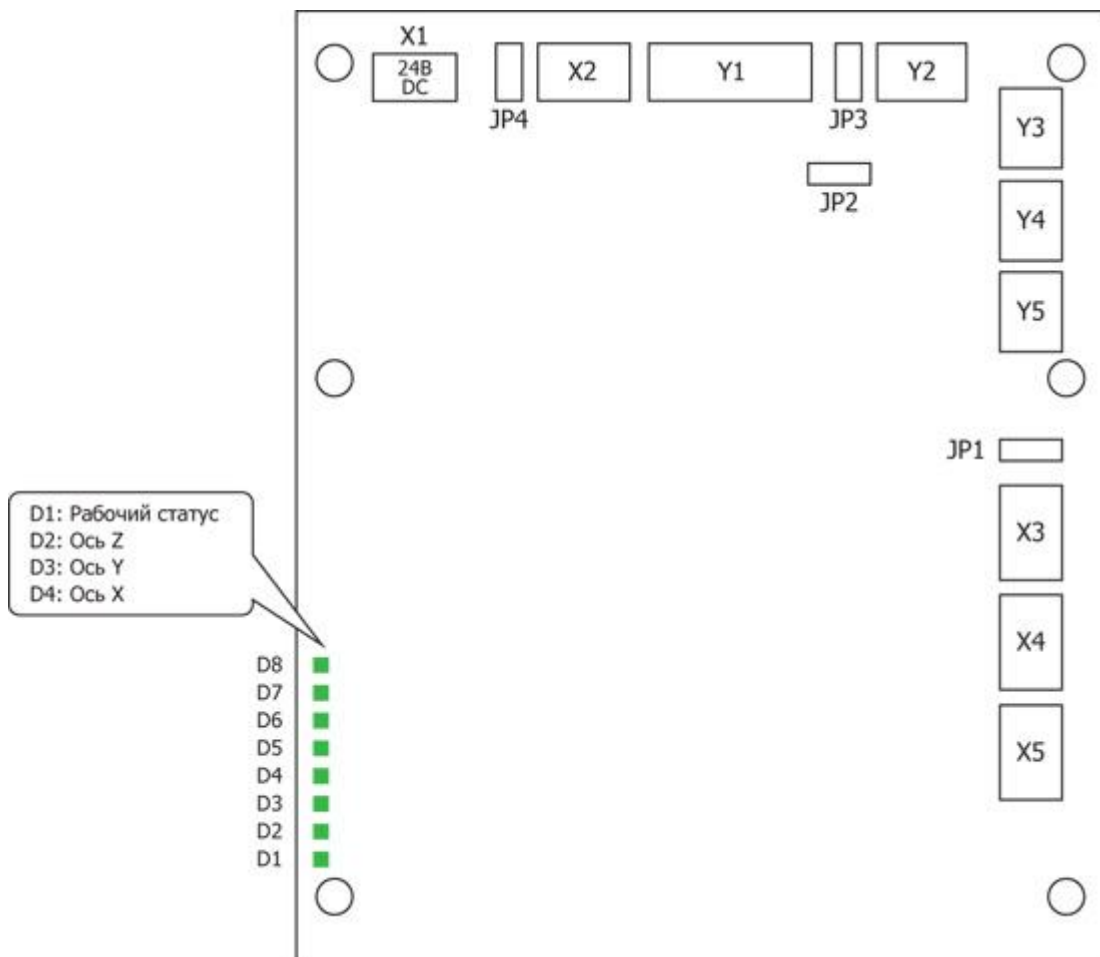 X1
24В
DC
JP4
X2
Y1
JP3
Y2
JP2
Y3
Y4
Y5
JP1
X3
X4
X5
D1: Рабочий статус
D2: Ось Z
D3: Ось Y
D4: Ось X
D8
D7
D6
D5
D4
D3
D2
D1